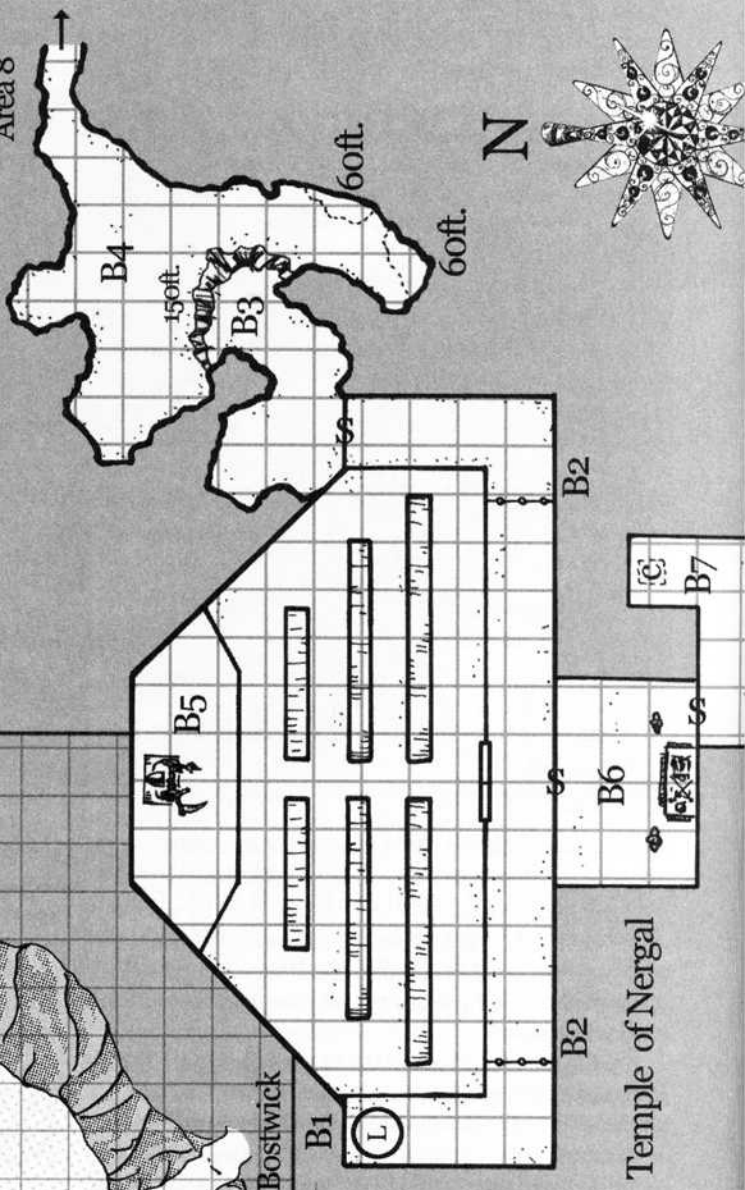 Area 8
N
B4
150ft.
60ft.
B3
60ft.
S
B2
C
B7
B5
S
S
B6
Bostwick
B1
L
B2
Temple of Nergal